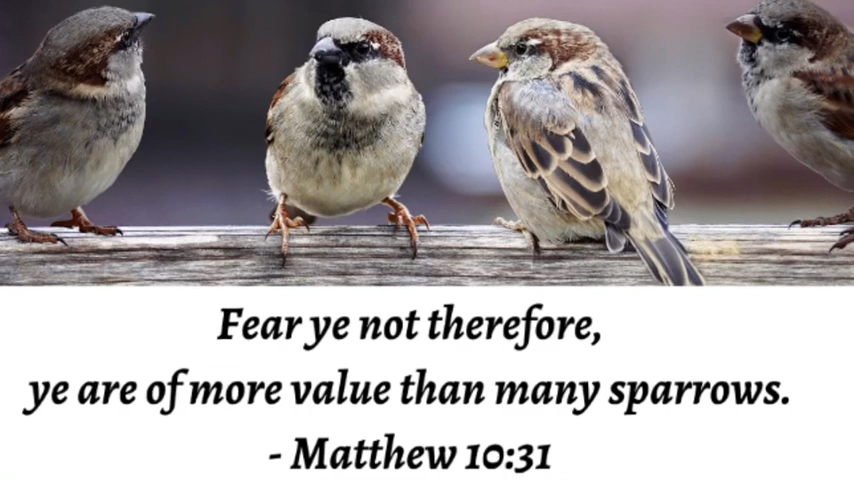 Fear ye not therefore,
ye are of more value than many sparrows.
- Matthew 10:31